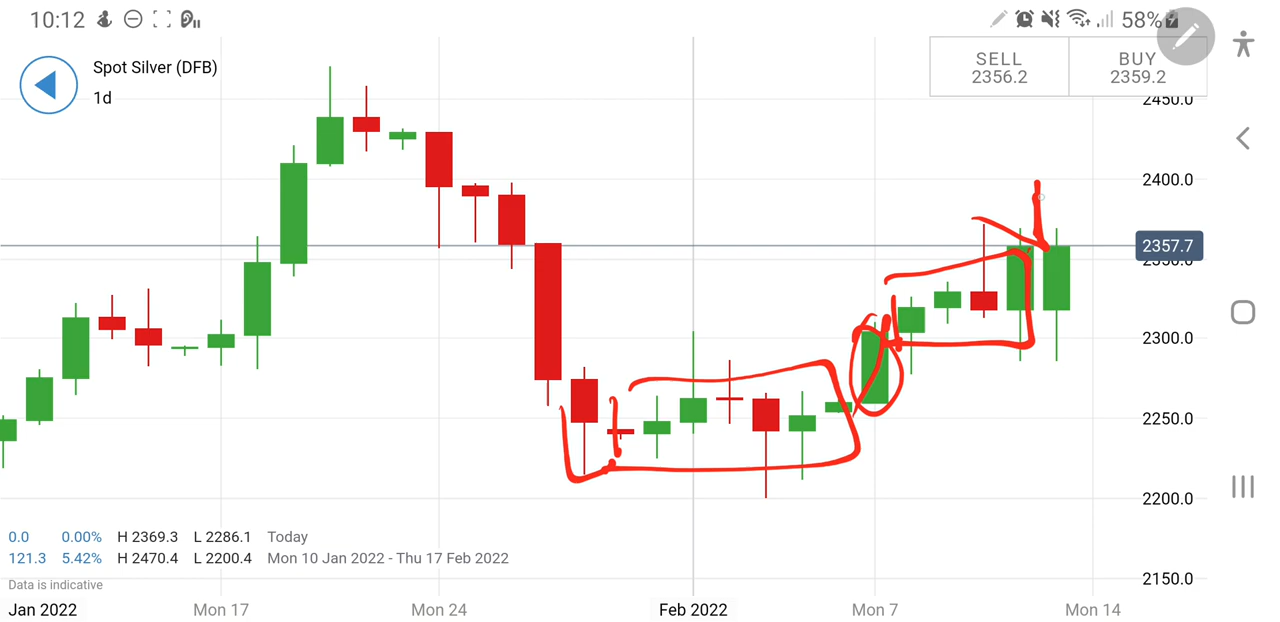 10:12 58%
Spot Silver (DFB)
1d
SELL BUY
2356.2 2359.2
2450.0
2400.0
2357.7
2350.0
2300.0
2250.0
2200.0
2150.0
0.0 0.00% H 2369.3 L 2286.1 Today
121.3 5.42% H 2470.4 L 2200.4 Mon 10 Jan 2022 - Thu 17 Feb 2022
Data is indicative
Jan 2022 Mon 17 Mon 24 Feb 2022 Mon 7 Mon 14